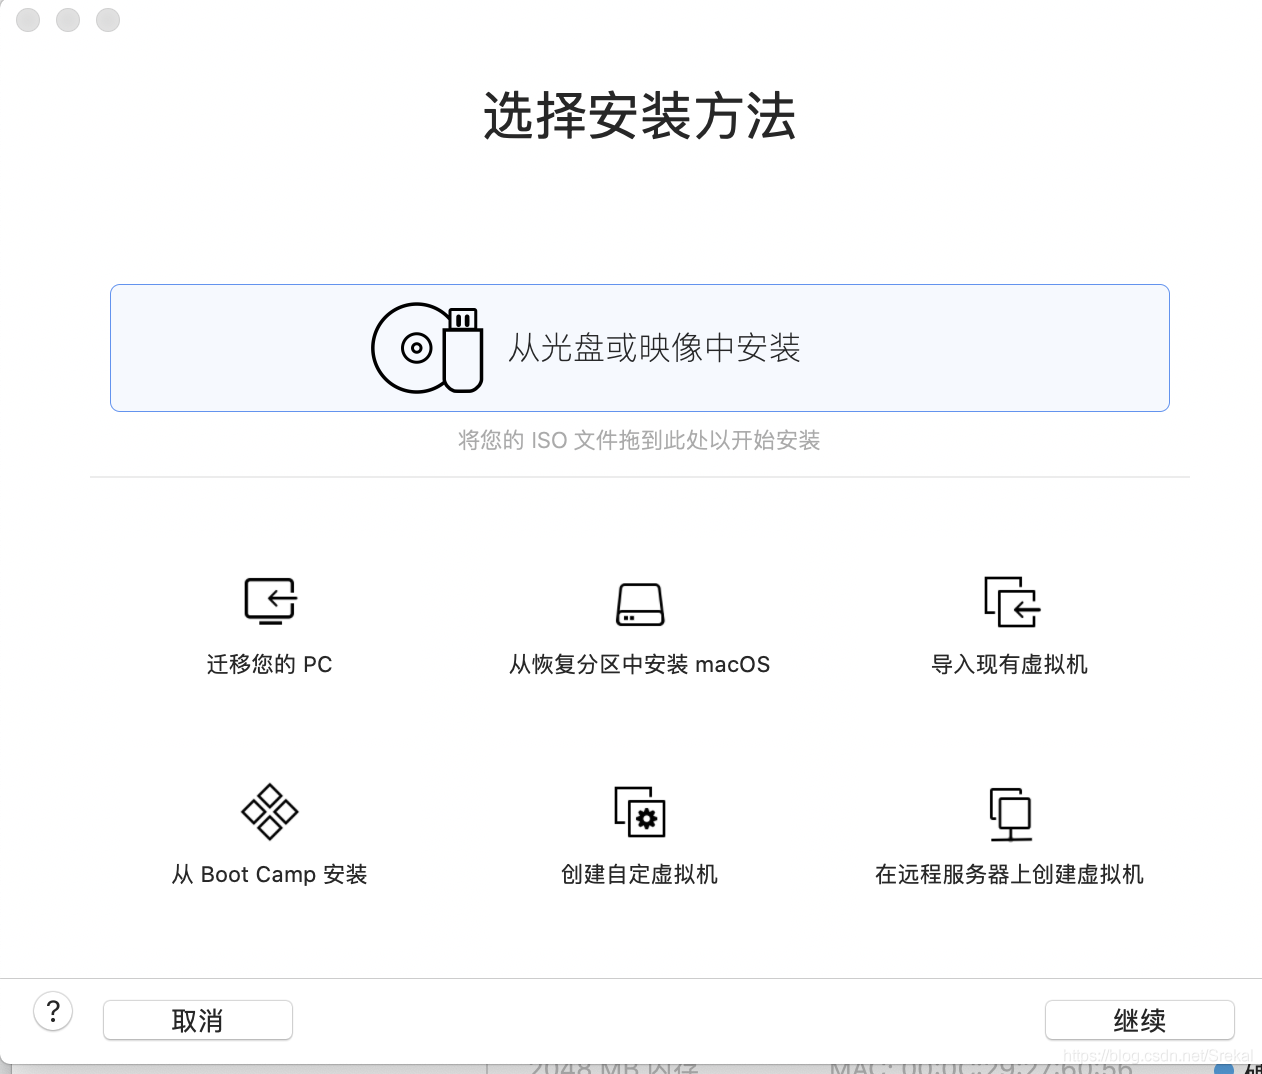 选择安装方法
从光盘或映像中安装
将您的 ISO 文件拖到此处以开始安装
迁移您的 PC
从恢复分区中安装 macOS
导入现有虚拟机
从 Boot Camp 安装
创建自定虚拟机
在远程服务器上创建虚拟机
?
取消
继续
https://blog.csdn.net/Srekal
2048 MB 内存
MAC: 00:0C:29:27:60:56